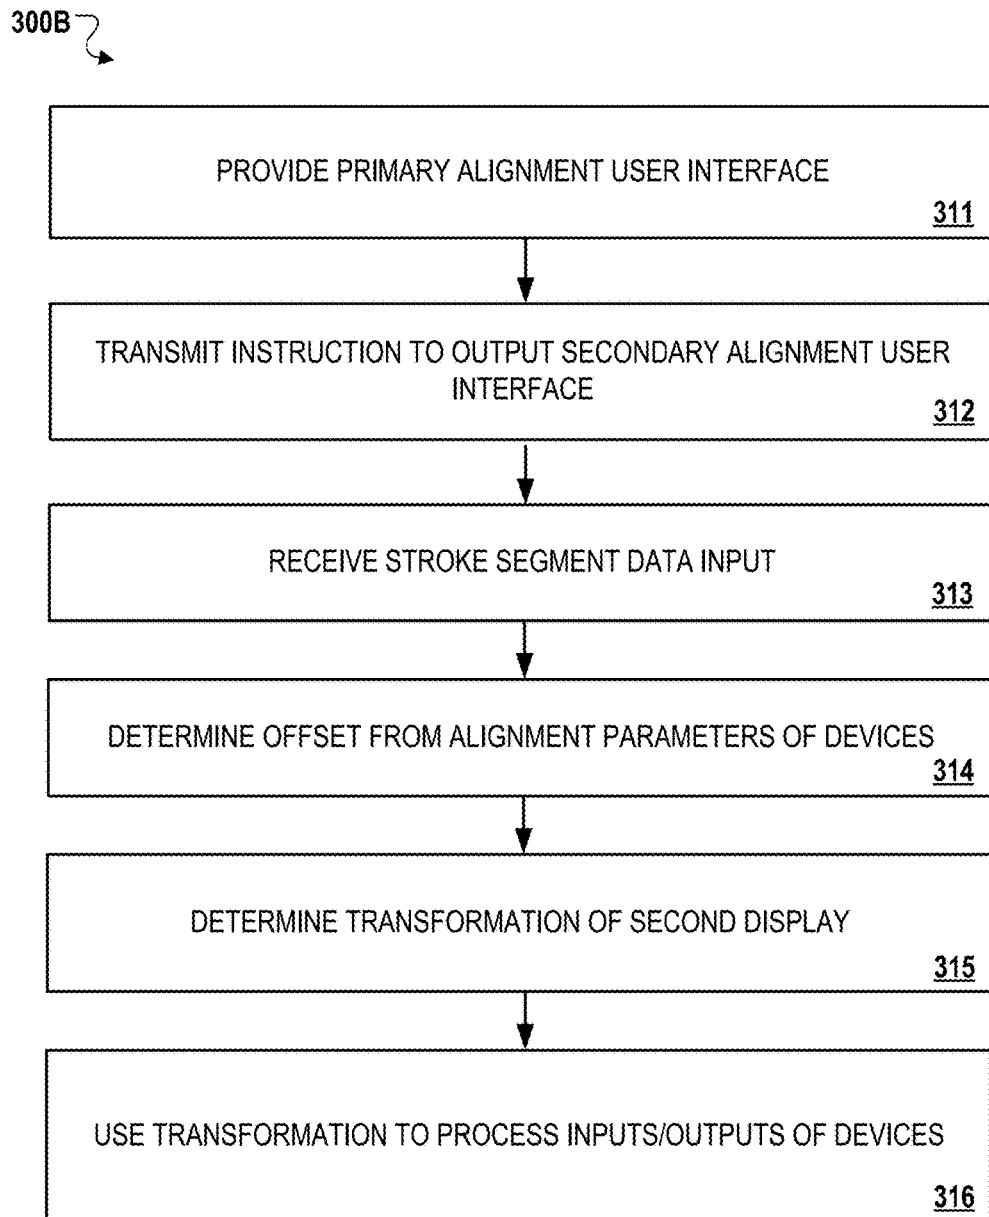 300B
PROVIDE PRIMARY ALIGNMENT USER INTERFACE
311
TRANSMIT INSTRUCTION TO OUTPUT SECONDARY ALIGNMENT USER
INTERFACE
312
RECEIVE STROKE SEGMENT DATA INPUT
313
DETERMINE OFFSET FROM ALIGNMENT PARAMETERS OF DEVICES
314
DETERMINE TRANSFORMATION OF SECOND DISPLAY
315
USE TRANSFORMATION TO PROCESS INPUTS/OUTPUTS OF DEVICES
316